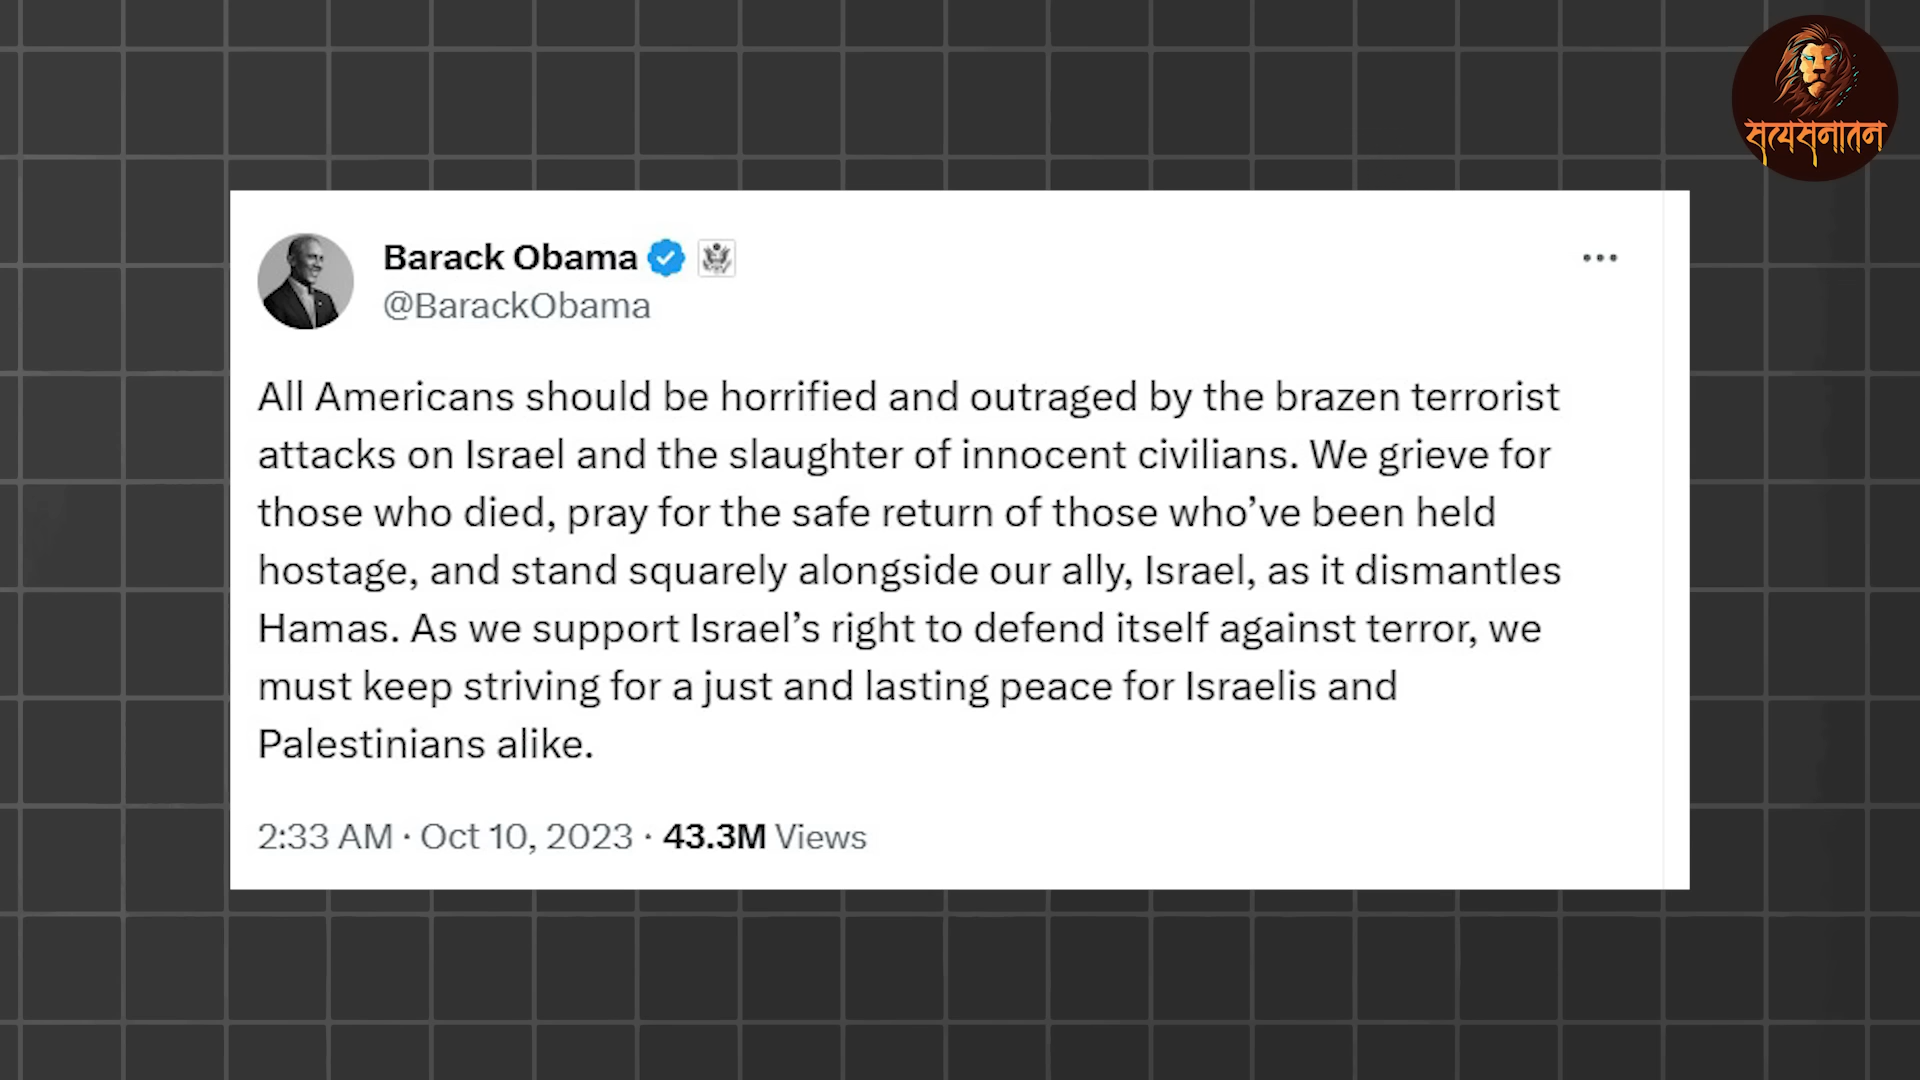 सत्यसनातन
Barack Obama
@BarackObama
All Americans should be horrified and outraged by the brazen terrorist
attacks on Israel and the slaughter of innocent civilians. We grieve for
those who died, pray for the safe return of those who’ve been held
hostage, and stand squarely alongside our ally, Israel, as it dismantles
Hamas. As we support Israel’s right to defend itself against terror, we
must keep striving for a just and lasting peace for Israelis and
Palestinians alike.
2:33 AM · Oct 10, 2023 · 43.3M Views